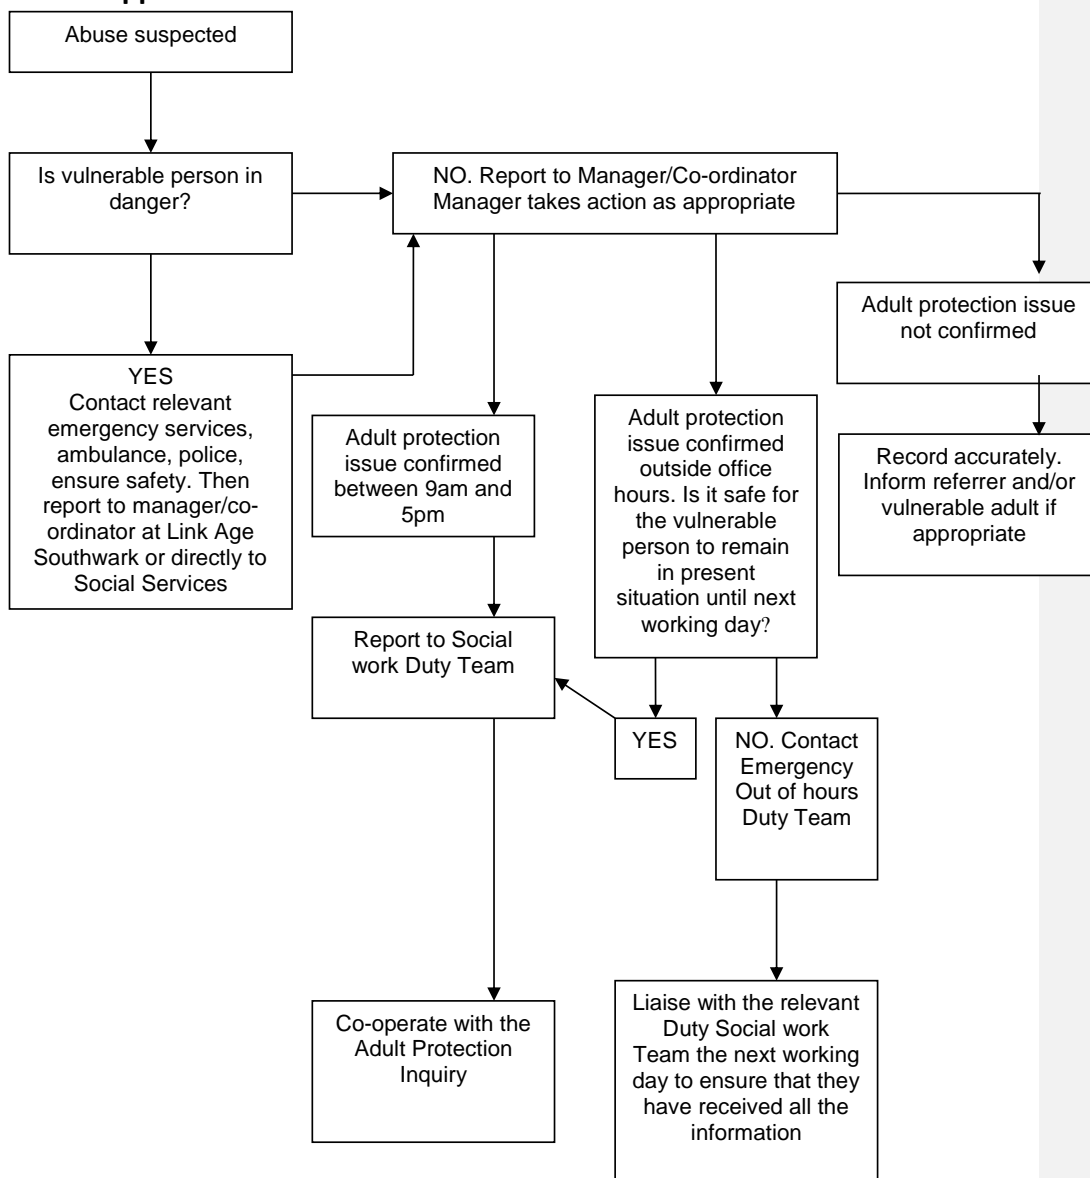 Abuse suspected
Is vulnerable person in
danger?
NO. Report to Manager/Co-ordinator
Manager takes action as appropriate
Adult protection issue
not confirmed
YES
Contact relevant
emergency services,
ambulance, police,
ensure safety. Then
report to manager/co-
ordinator at Link Age
Southwark or directly to
Social Services
Adult protection
issue confirmed
between 9am and
5pm
Adult protection
issue confirmed
outside office
hours. Is it safe for
the vulnerable
person to remain
in present
situation until next
working day?
Record accurately.
Inform referrer and/or
vulnerable adult if
appropriate
Report to Social
work Duty Team
YES
NO. Contact
Emergency
Out of hours
Duty Team
Co-operate with the
Adult Protection
Inquiry
Liaise with the relevant
Duty Social work
Team the next working
day to ensure that they
have received all the
information